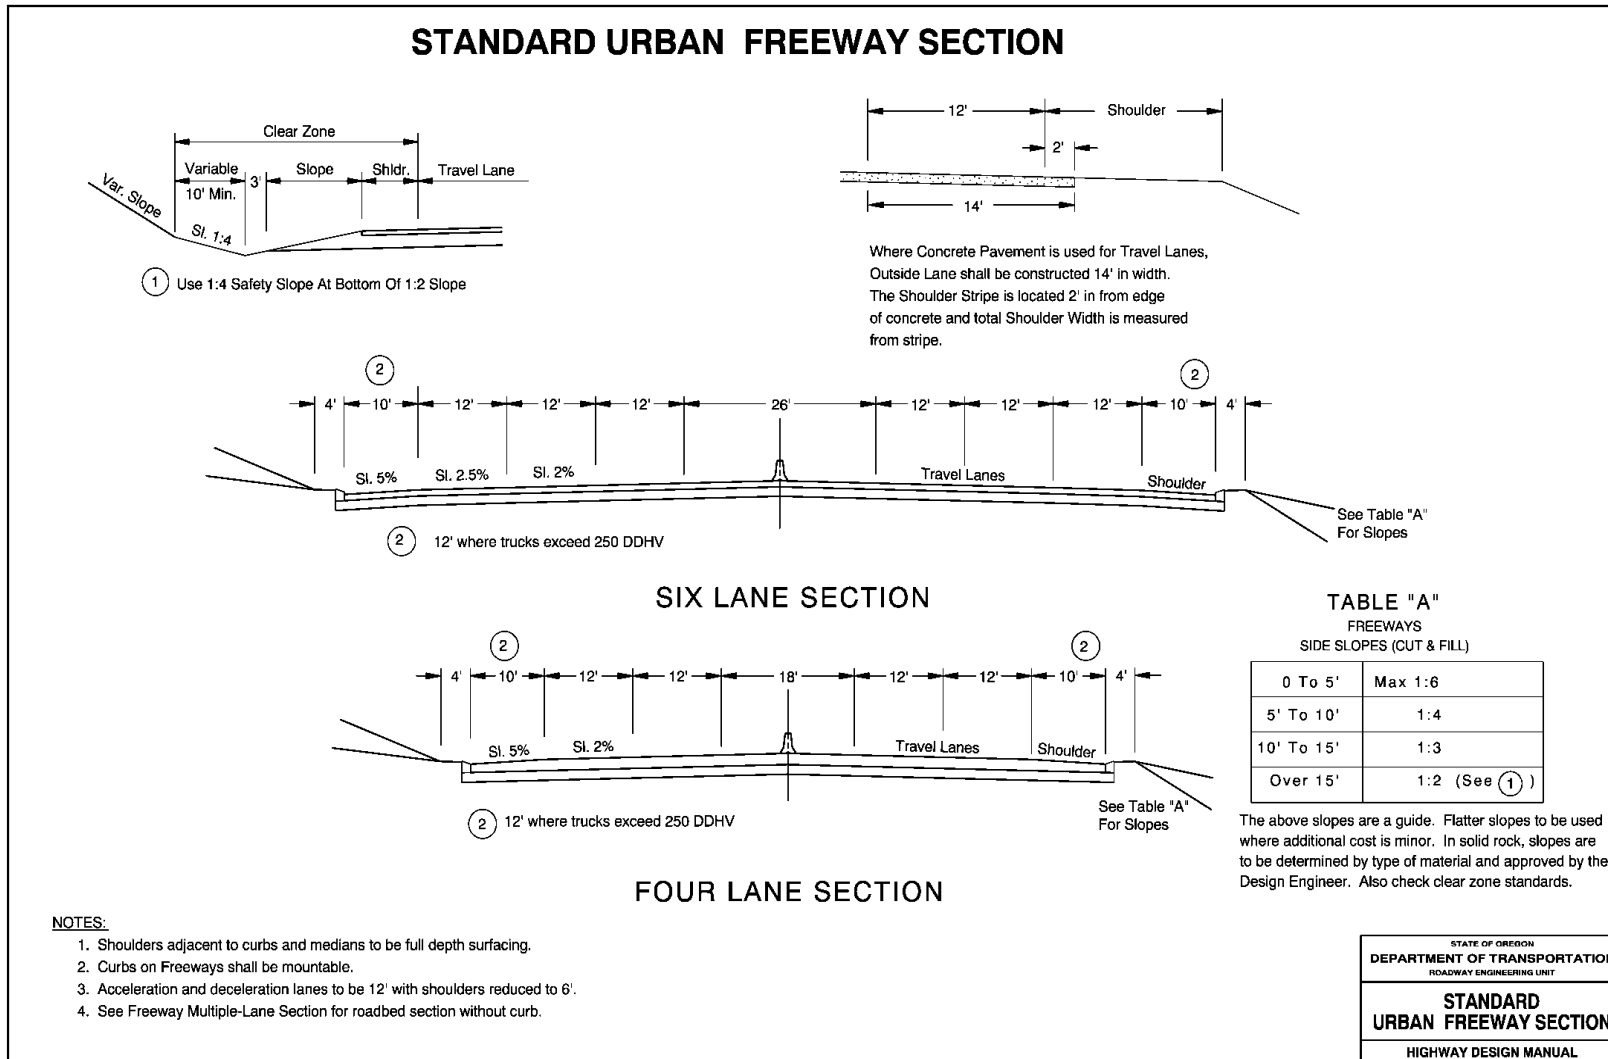 STANDARD URBAN FREEWAY SECTION
Clear Zone
Variable
10' Min.
3'
Slope
Shldr.
Travel Lane
Var. Slope
Sl. 1:4
1 Use 1:4 Safety Slope At Bottom Of 1:2 Slope
12'
Shoulder
2'
14'
Where Concrete Pavement is used for Travel Lanes,
Outside Lane shall be constructed 14' in width.
The Shoulder Stripe is located 2' in from edge
of concrete and total Shoulder Width is measured
from stripe.
2
2
4' 10' 12' 12' 12' 26' 12' 12' 12' 10' 4'
Sl. 5% Sl. 2.5% Sl. 2% Travel Lanes Shoulder
See Table "A"
For Slopes
2 12' where trucks exceed 250 DDHV
SIX LANE SECTION
2
2
4' 10' 12' 12' 18' 12' 12' 10' 4'
Sl. 5% Sl. 2% Travel Lanes Shoulder
See Table "A"
For Slopes
2 12' where trucks exceed 250 DDHV
FOUR LANE SECTION
TABLE "A"
FREEWAYS
SIDE SLOPES (CUT & FILL)
0 To 5' Max 1:6
5' To 10' 1:4
10' To 15' 1:3
Over 15' 1:2 (See 1 )
The above slopes are a guide. Flatter slopes to be used
where additional cost is minor. In solid rock, slopes are
to be determined by type of material and approved by the
Design Engineer. Also check clear zone standards.
NOTES:
1. Shoulders adjacent to curbs and medians to be full depth surfacing.
2. Curbs on Freeways shall be mountable.
3. Acceleration and deceleration lanes to be 12' with shoulders reduced to 6'.
4. See Freeway Multiple-Lane Section for roadbed section without curb.
STATE OF OREGON
DEPARTMENT OF TRANSPORTATION
ROADWAY ENGINEERING UNIT
STANDARD
URBAN FREEWAY SECTION
HIGHWAY DESIGN MANUAL